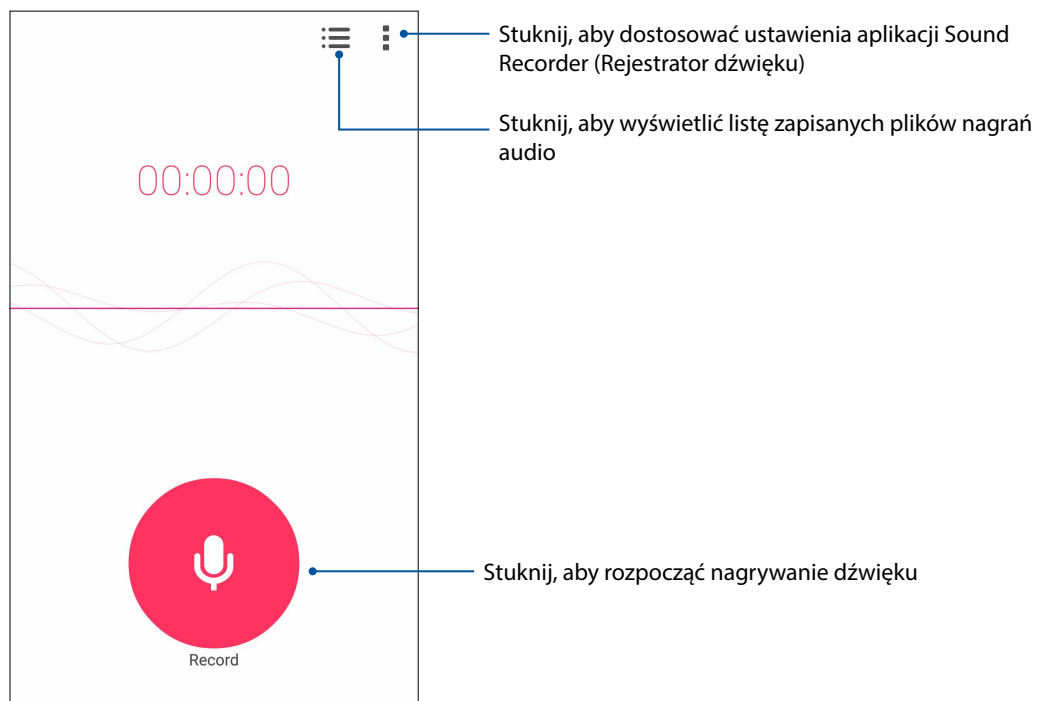 Stuknij, aby dostosować ustawienia aplikacji Sound
Recorder (Rejestrator dźwięku)
Stuknij, aby wyświetlić listę zapisanych plików nagrań
audio
00:00:00
Stuknij, aby rozpocząć nagrywanie dźwięku
Record